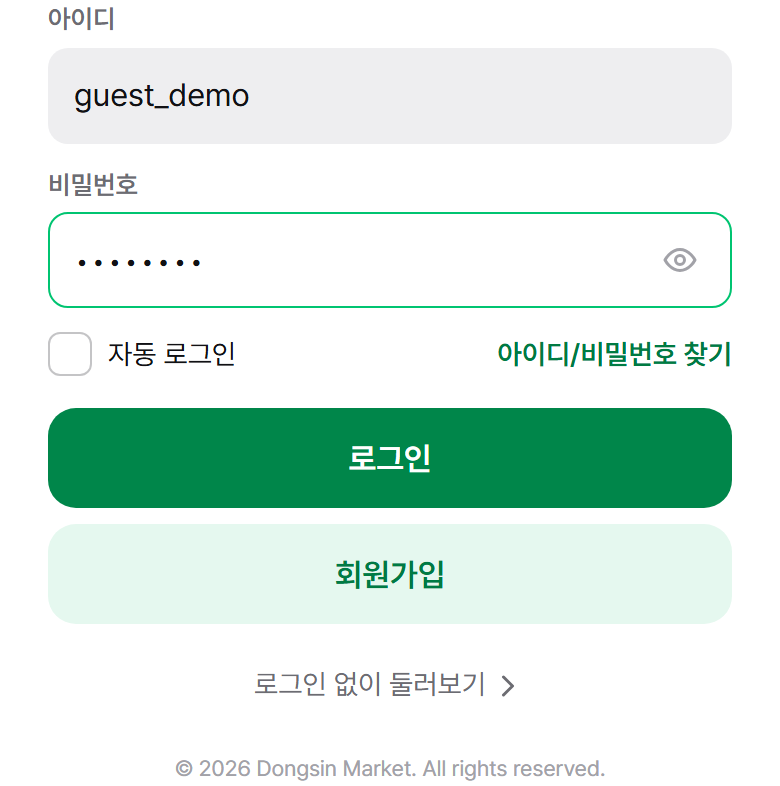 아이디
guest_demo
비밀번호
••••••••
자동 로그인
아이디/비밀번호 찾기
로그인
회원가입
로그인 없이 둘러보기
© 2026 Dongsin Market. All rights reserved.